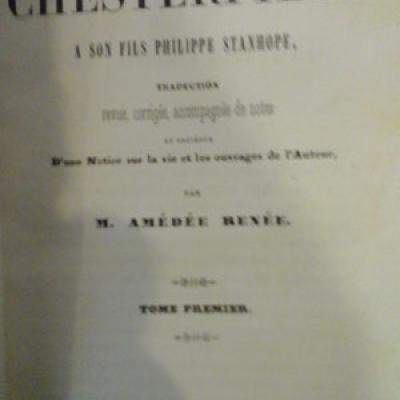 CHESTERFIELD
A SON FILS PHILIPPE STANHOPE,
TRADUCTION
revue, corrigée, accompagnée de notes
ET PRÉCÉDÉE
D'une Notice sur la vie et les ouvrages de l'Auteur,
PAR
M. AMÉDÉE RENÉE.
TOME PREMIER.